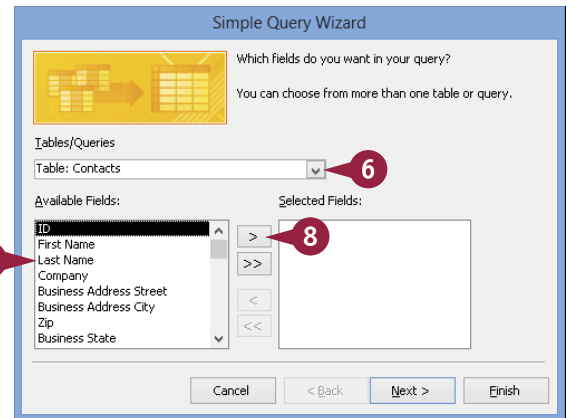 Simple Query Wizard
Which fields do you want in your query?
You can choose from more than one table or query.
Tables/Queries
Table: Contacts
6
Available Fields:
Selected Fields:
ID
First Name
Last Name
Company
Business Address Street
Business Address City
Zip
Business State
>
8
>>
<
<<
Cancel
< Back
Next >
Finish